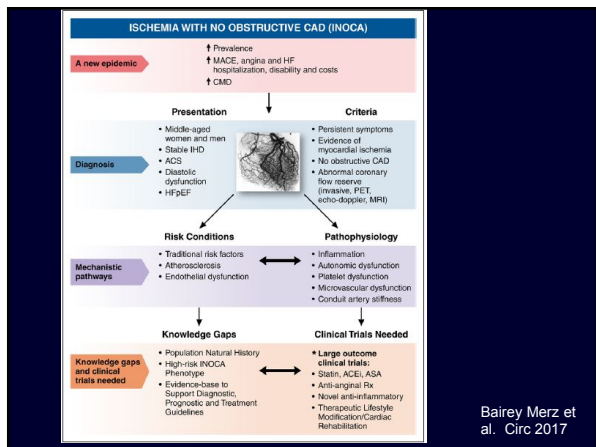 ISCHEMIA WITH NO OBSTRUCTIVE CAD (INOCA)
A new epidemic
↑ Prevalence
↑ MACE, angina and HF
hospitalization, disability and costs
↑ CMD
Diagnosis
Presentation
• Middle-aged
women and men
• Stable IHD
• ACS
• Diastolic
dysfunction
• HFpEF
Criteria
• Persistent symptoms
• Evidence of
myocardial ischemia
• No obstructive CAD
• Abnormal coronary
flow reserve
(invasive, PET,
echo-doppler, MRI)
Mechanistic
pathways
Risk Conditions
• Traditional risk factors
• Atherosclerosis
• Endothelial dysfunction
Pathophysiology
• Inflammation
• Autonomic dysfunction
• Platelet dysfunction
• Microvascular dysfunction
• Conduit artery stiffness
Knowledge gaps
and clinical
trials needed
Knowledge Gaps
• Population Natural History
• High-risk INOCA
Phenotype
• Evidence-base to
Support Diagnostic,
Prognostic and Treatment
Guidelines
Clinical Trials Needed
* Large outcome
clinical trials:
• Statin, ACEi, ASA
• Anti-anginal Rx
• Novel anti-inflammatory
• Therapeutic Lifestyle
Modification/Cardiac
Rehabilitation
Bairey Merz et
al. Circ 2017